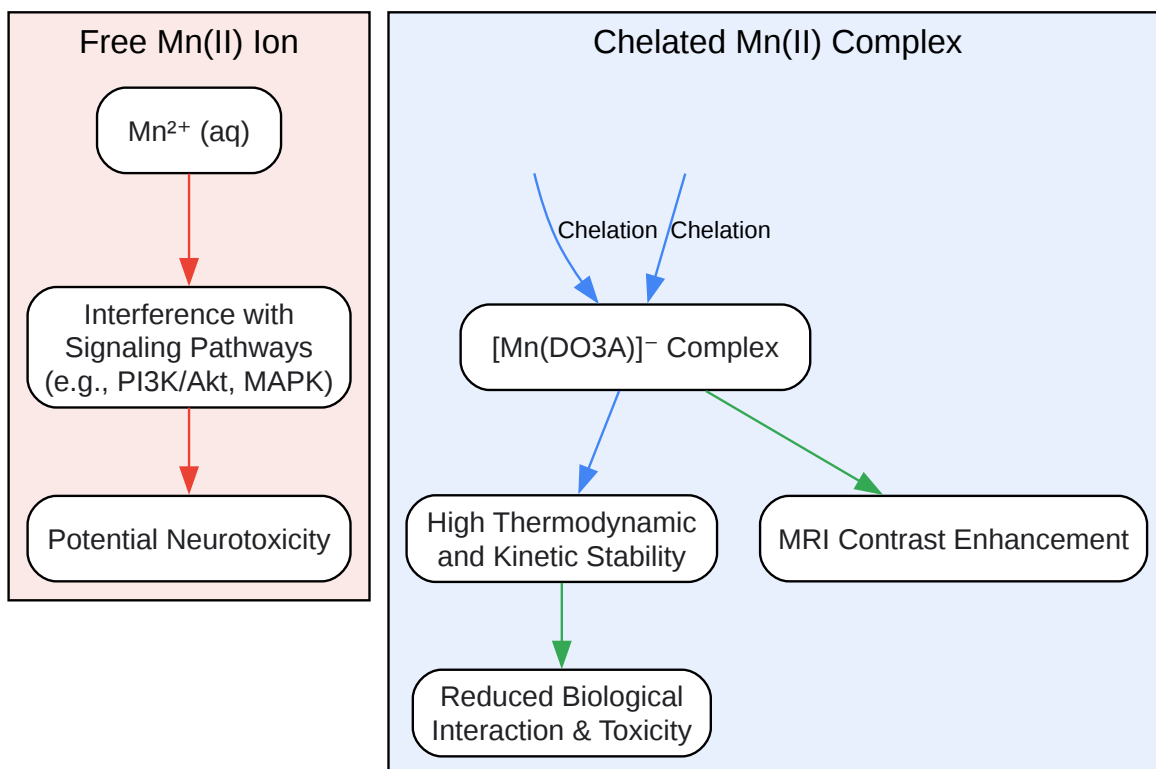 Free Mn(II) Ion
Mn²⁺ (aq)
Interference with
Signaling Pathways
(e.g., PI3K/Akt, MAPK)
Potential Neurotoxicity
Chelated Mn(II) Complex
Chelation
Chelation
[Mn(DO3A)]⁻ Complex
High Thermodynamic
and Kinetic Stability
MRI Contrast Enhancement
Reduced Biological
Interaction & Toxicity